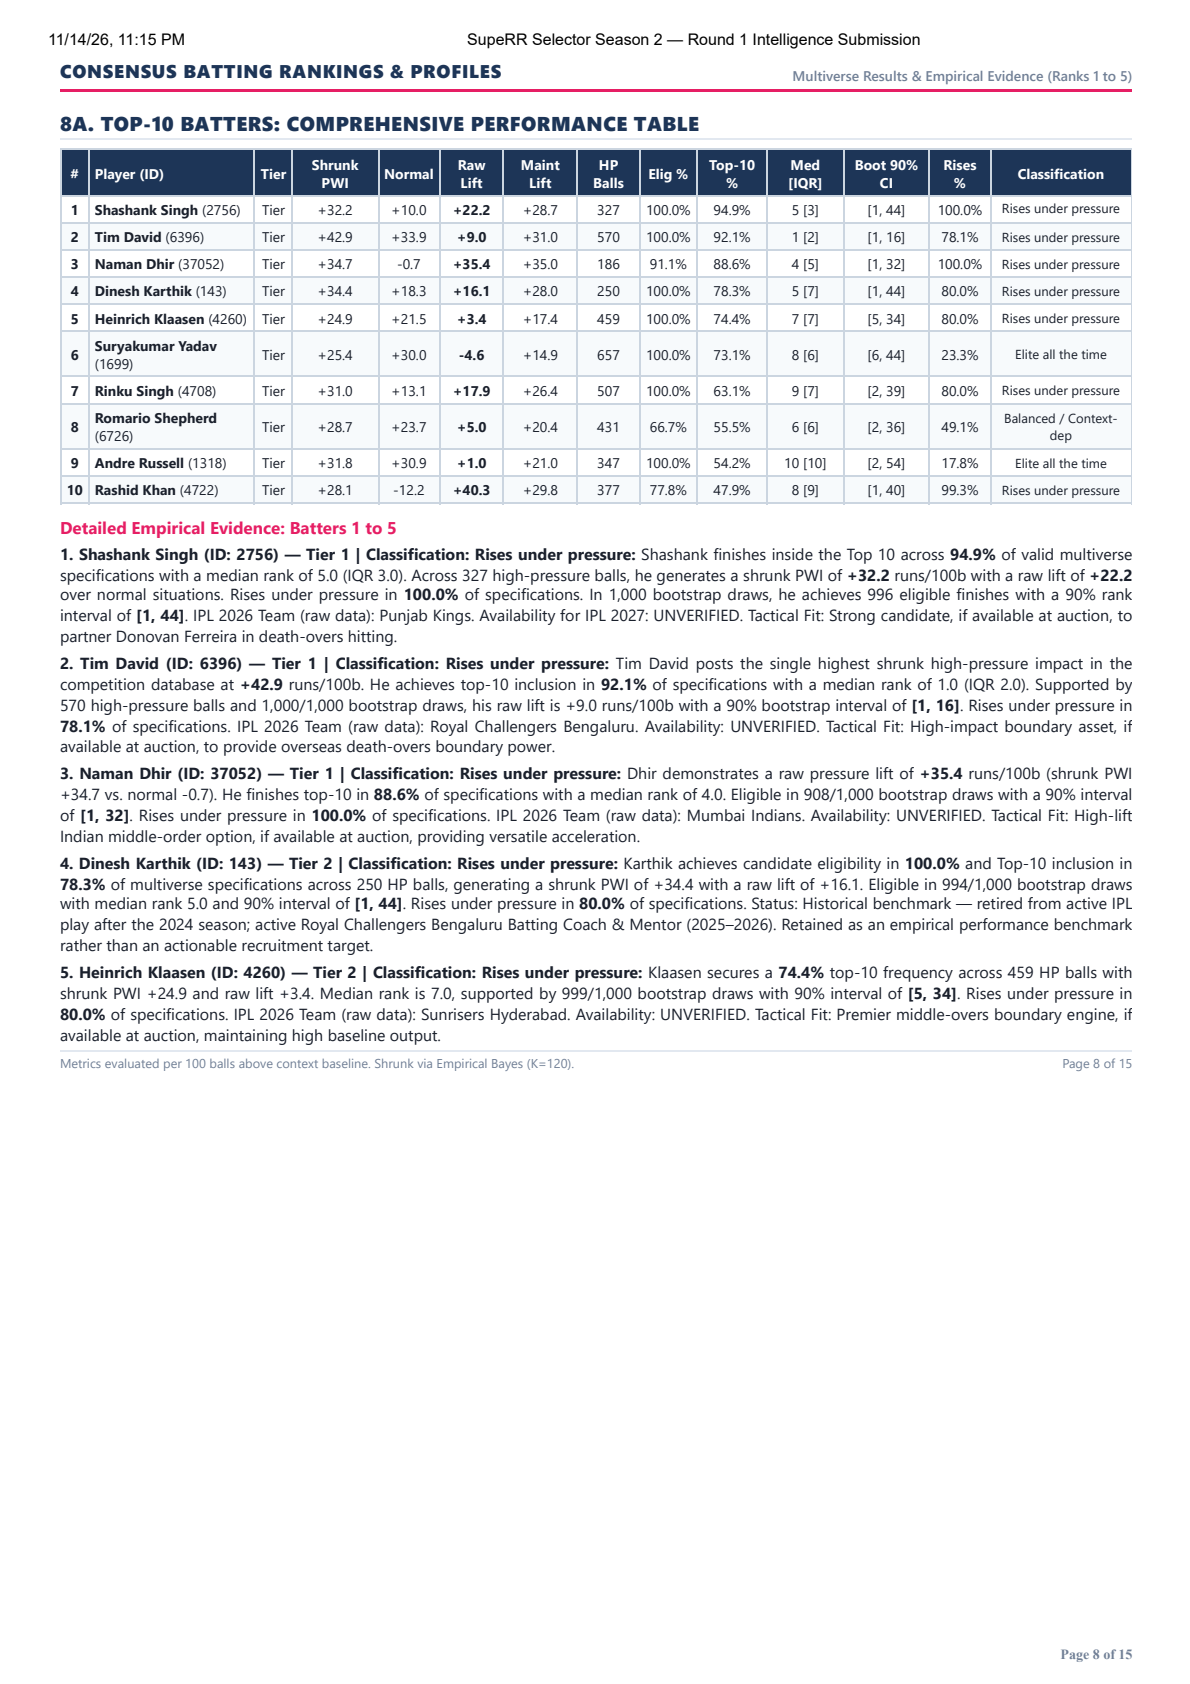 11/14/26, 11:15 PM SupeRR Selector Season 2 — Round 1 Intelligence Submission
CONSENSUS BATTING RANKINGS & PROFILES Multiverse Results & Empirical Evidence (Ranks 1 to 5)
8A. TOP-10 BATTERS: COMPREHENSIVE PERFORMANCE TABLE
# Player (ID) Tier Shrunk PWI Normal Raw Lift Maint Lift HP Balls Elig % Top-10 % Med [IQR] Boot 90% CI Rises % Classification
1 Shashank Singh (2756) Tier +32.2 +10.0 +22.2 +28.7 327 100.0% 94.9% 5 [3] [1, 44] 100.0% Rises under pressure
2 Tim David (6396) Tier +42.9 +33.9 +9.0 +31.0 570 100.0% 92.1% 1 [2] [1, 16] 78.1% Rises under pressure
3 Naman Dhir (37052) Tier +34.7 -0.7 +35.4 +35.0 186 91.1% 88.6% 4 [5] [1, 32] 100.0% Rises under pressure
4 Dinesh Karthik (143) Tier +34.4 +18.3 +16.1 +28.0 250 100.0% 78.3% 5 [7] [1, 44] 80.0% Rises under pressure
5 Heinrich Klaasen (4260) Tier +24.9 +21.5 +3.4 +17.4 459 100.0% 74.4% 7 [7] [5, 34] 80.0% Rises under pressure
6 Suryakumar Yadav (1699) Tier +25.4 +30.0 -4.6 +14.9 657 100.0% 73.1% 8 [6] [6, 44] 23.3% Elite all the time
7 Rinku Singh (4708) Tier +31.0 +13.1 +17.9 +26.4 507 100.0% 63.1% 9 [7] [2, 39] 80.0% Rises under pressure
8 Romario Shepherd (6726) Tier +28.7 +23.7 +5.0 +20.4 431 66.7% 55.5% 6 [6] [2, 36] 49.1% Balanced / Context-dep
9 Andre Russell (1318) Tier +31.8 +30.9 +1.0 +21.0 347 100.0% 54.2% 10 [10] [2, 54] 17.8% Elite all the time
10 Rashid Khan (4722) Tier +28.1 -12.2 +40.3 +29.8 377 77.8% 47.9% 8 [9] [1, 40] 99.3% Rises under pressure
Detailed Empirical Evidence: Batters 1 to 5
1. Shashank Singh (ID: 2756) — Tier 1 | Classification: Rises under pressure: Shashank finishes inside the Top 10 across 94.9% of valid multiverse
specifications with a median rank of 5.0 (IQR 3.0). Across 327 high-pressure balls, he generates a shrunk PWI of +32.2 runs/100b with a raw lift of +22.2
over normal situations. Rises under pressure in 100.0% of specifications. In 1,000 bootstrap draws, he achieves 996 eligible finishes with a 90% rank
interval of [1, 44]. IPL 2026 Team (raw data): Punjab Kings. Availability for IPL 2027: UNVERIFIED. Tactical Fit: Strong candidate, if available at auction, to
partner Donovan Ferreira in death-overs hitting.
2. Tim David (ID: 6396) — Tier 1 | Classification: Rises under pressure: Tim David posts the single highest shrunk high-pressure impact in the
competition database at +42.9 runs/100b. He achieves top-10 inclusion in 92.1% of specifications with a median rank of 1.0 (IQR 2.0). Supported by
570 high-pressure balls and 1,000/1,000 bootstrap draws, his raw lift is +9.0 runs/100b with a 90% bootstrap interval of [1, 16]. Rises under pressure in
78.1% of specifications. IPL 2026 Team (raw data): Royal Challengers Bengaluru. Availability: UNVERIFIED. Tactical Fit: High-impact boundary asset, if
available at auction, to provide overseas death-overs boundary power.
3. Naman Dhir (ID: 37052) — Tier 1 | Classification: Rises under pressure: Dhir demonstrates a raw pressure lift of +35.4 runs/100b (shrunk PWI
+34.7 vs. normal -0.7). He finishes top-10 in 88.6% of specifications with a median rank of 4.0. Eligible in 908/1,000 bootstrap draws with a 90% interval
of [1, 32]. Rises under pressure in 100.0% of specifications. IPL 2026 Team (raw data): Mumbai Indians. Availability: UNVERIFIED. Tactical Fit: High-lift
Indian middle-order option, if available at auction, providing versatile acceleration.
4. Dinesh Karthik (ID: 143) — Tier 2 | Classification: Rises under pressure: Karthik achieves candidate eligibility in 100.0% and Top-10 inclusion in
78.3% of multiverse specifications across 250 HP balls, generating a shrunk PWI of +34.4 with a raw lift of +16.1. Eligible in 994/1,000 bootstrap draws
with median rank 5.0 and 90% interval of [1, 44]. Rises under pressure in 80.0% of specifications. Status: Historical benchmark — retired from active IPL
play after the 2024 season; active Royal Challengers Bengaluru Batting Coach & Mentor (2025–2026). Retained as an empirical performance benchmark
rather than an actionable recruitment target.
5. Heinrich Klaasen (ID: 4260) — Tier 2 | Classification: Rises under pressure: Klaasen secures a 74.4% top-10 frequency across 459 HP balls with
shrunk PWI +24.9 and raw lift +3.4. Median rank is 7.0, supported by 999/1,000 bootstrap draws with 90% interval of [5, 34]. Rises under pressure in
80.0% of specifications. IPL 2026 Team (raw data): Sunrisers Hyderabad. Availability: UNVERIFIED. Tactical Fit: Premier middle-overs boundary engine, if
available at auction, maintaining high baseline output.
Metrics evaluated per 100 balls above context baseline. Shrunk via Empirical Bayes (K=120). Page 8 of 15
Page 8 of 15